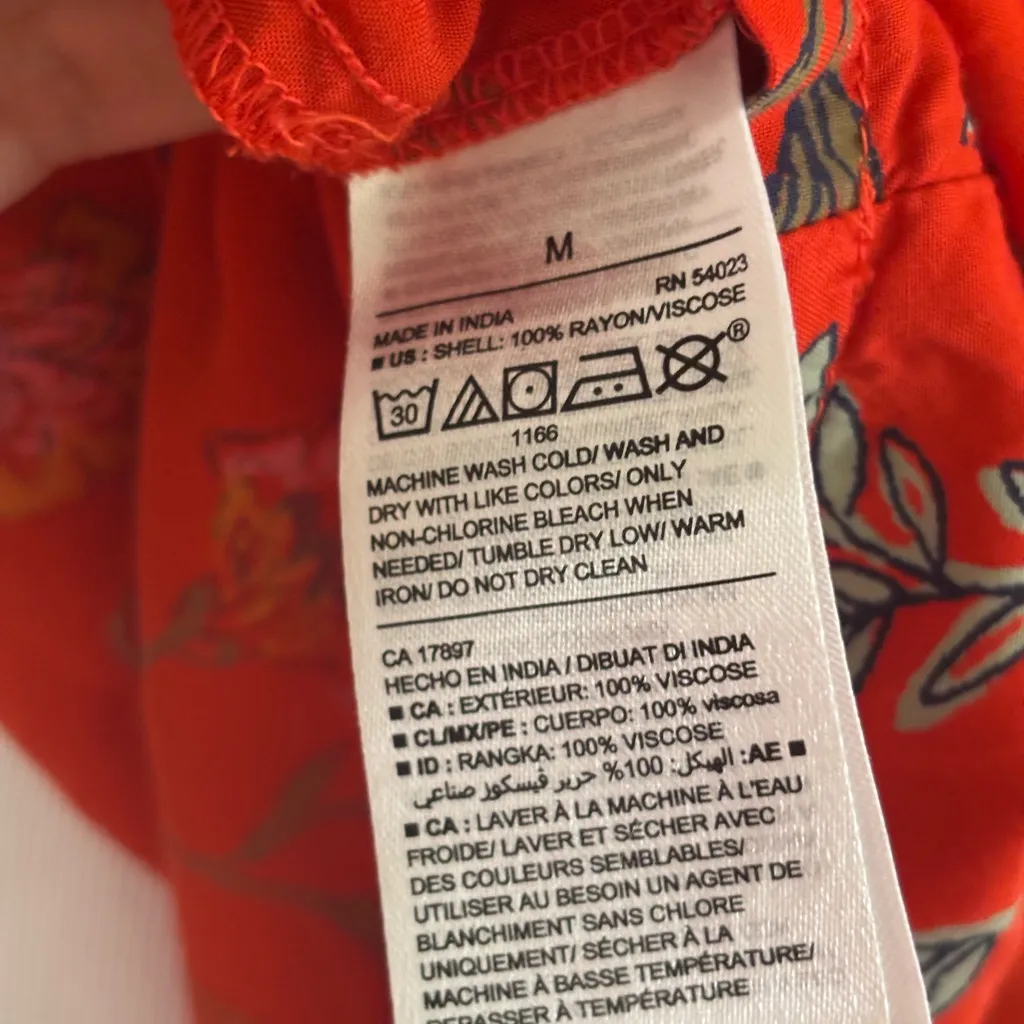 M
RN 54023
MADE IN INDIA
■ US : SHELL: 100% RAYON/VISCOSE
30
®
1166
MACHINE WASH COLD/ WASH AND
DRY WITH LIKE COLORS/ ONLY
NON-CHLORINE BLEACH WHEN
NEEDED/ TUMBLE DRY LOW/ WARM
IRON/ DO NOT DRY CLEAN
CA 17897
HECHO EN INDIA / DIBUAT DI INDIA
■ CA : EXTÉRIEUR: 100% VISCOSE
■ CL/MX/PE : CUERPO: 100% viscosa
■ ID : RANGKA: 100% VISCOSE
■ AE: الهيكل: 100% حرير ڤيسكوز صناعي
■ CA : LAVER À LA MACHINE À L'EAU
FROIDE/ LAVER ET SÉCHER AVEC
DES COULEURS SEMBLABLES/
UTILISER AU BESOIN UN AGENT DE
BLANCHIMENT SANS CHLORE
UNIQUEMENT/ SÉCHER À LA
MACHINE À BASSE TEMPÉRATURE/
REPASSER À TEMPÉRATURE